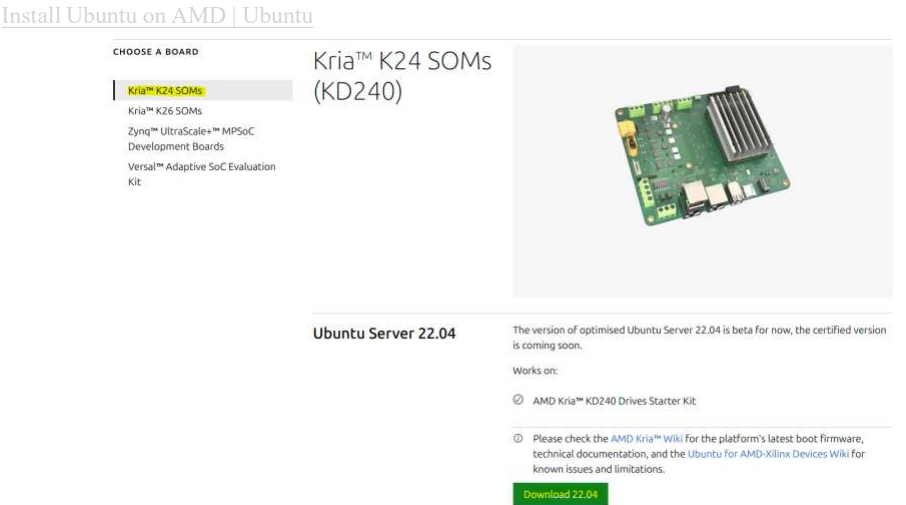 Install Ubuntu on AMD | Ubuntu
CHOOSE A BOARD
Kria™ K24 SOMs
Kria™ K26 SOMs
Zynq™ UltraScale+™ MPSoC
Development Boards
Versal™ Adaptive SoC Evaluation
Kit
Kria™ K24 SOMs
(KD240)
Ubuntu Server 22.04
The version of optimised Ubuntu Server 22.04 is beta for now, the certified version
is coming soon.
Works on:
AMD Kria™ KD240 Drives Starter Kit
Please check the AMD Kria™ Wiki for the platform's latest boot firmware,
technical documentation, and the Ubuntu for AMD-Xilinx Devices Wiki for
known issues and limitations.
Download 22.04